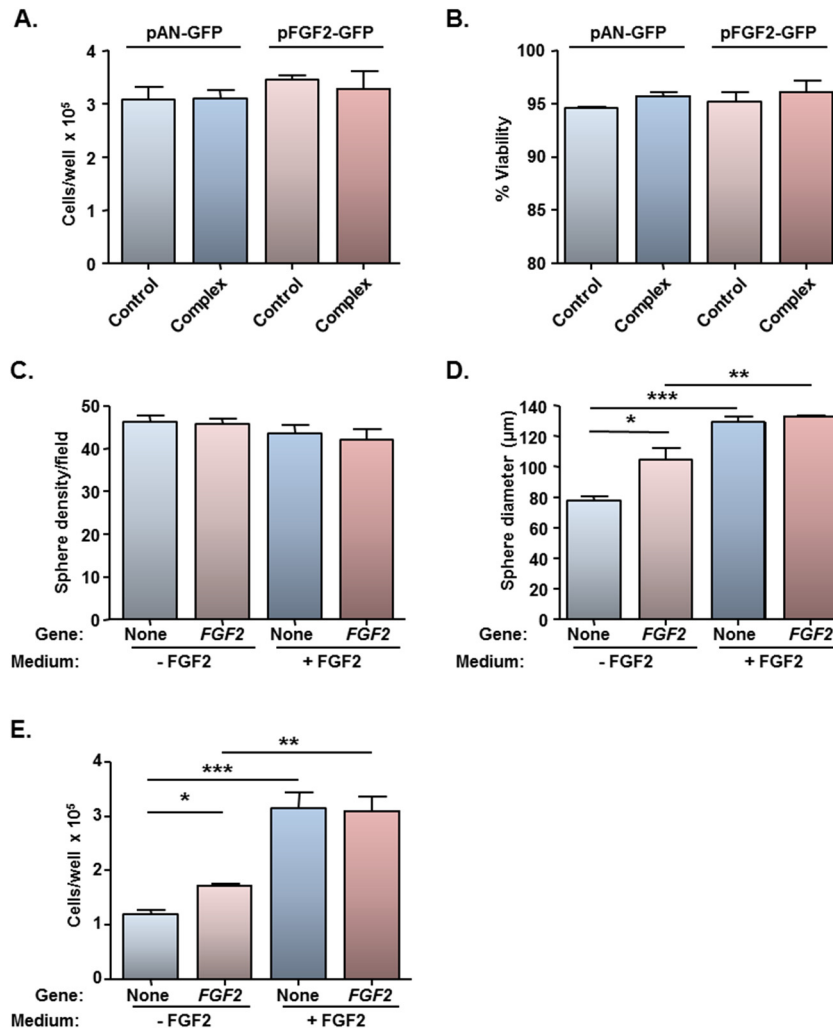 A.
pAN-GFP pFGF2-GFP
Cells/well x 10⁵
4
3
2
1
0
Control Complex Control Complex
B.
pAN-GFP pFGF2-GFP
% Viability
100
95
90
85
80
Control Complex Control Complex
C.
Sphere density/field
50
40
30
20
10
0
Gene: None FGF2 None FGF2
Medium: - FGF2 + FGF2
D.
**
***
*
Sphere diameter (µm)
140
120
100
80
60
40
20
0
Gene: None FGF2 None FGF2
Medium: - FGF2 + FGF2
E.
**
***
*
Cells/well x 10⁵
4
3
2
1
0
Gene: None FGF2 None FGF2
Medium: - FGF2 + FGF2